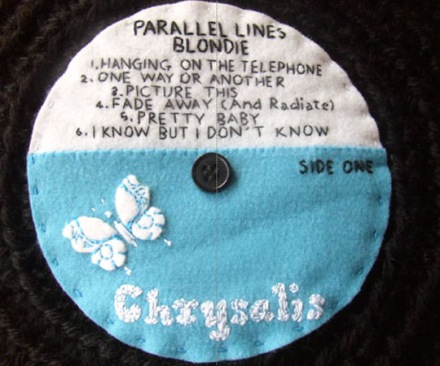 PARALLEL LINES
BLONDIE
1.HANGING ON THE TELEPHONE
2.ONE WAY OR ANOTHER
3.PICTURE THIS
4.FADE AWAY (And Radiate)
5.PRETTY BABY
6.I KNOW BUT I DON'T KNOW
SIDE ONE
Chrysalis